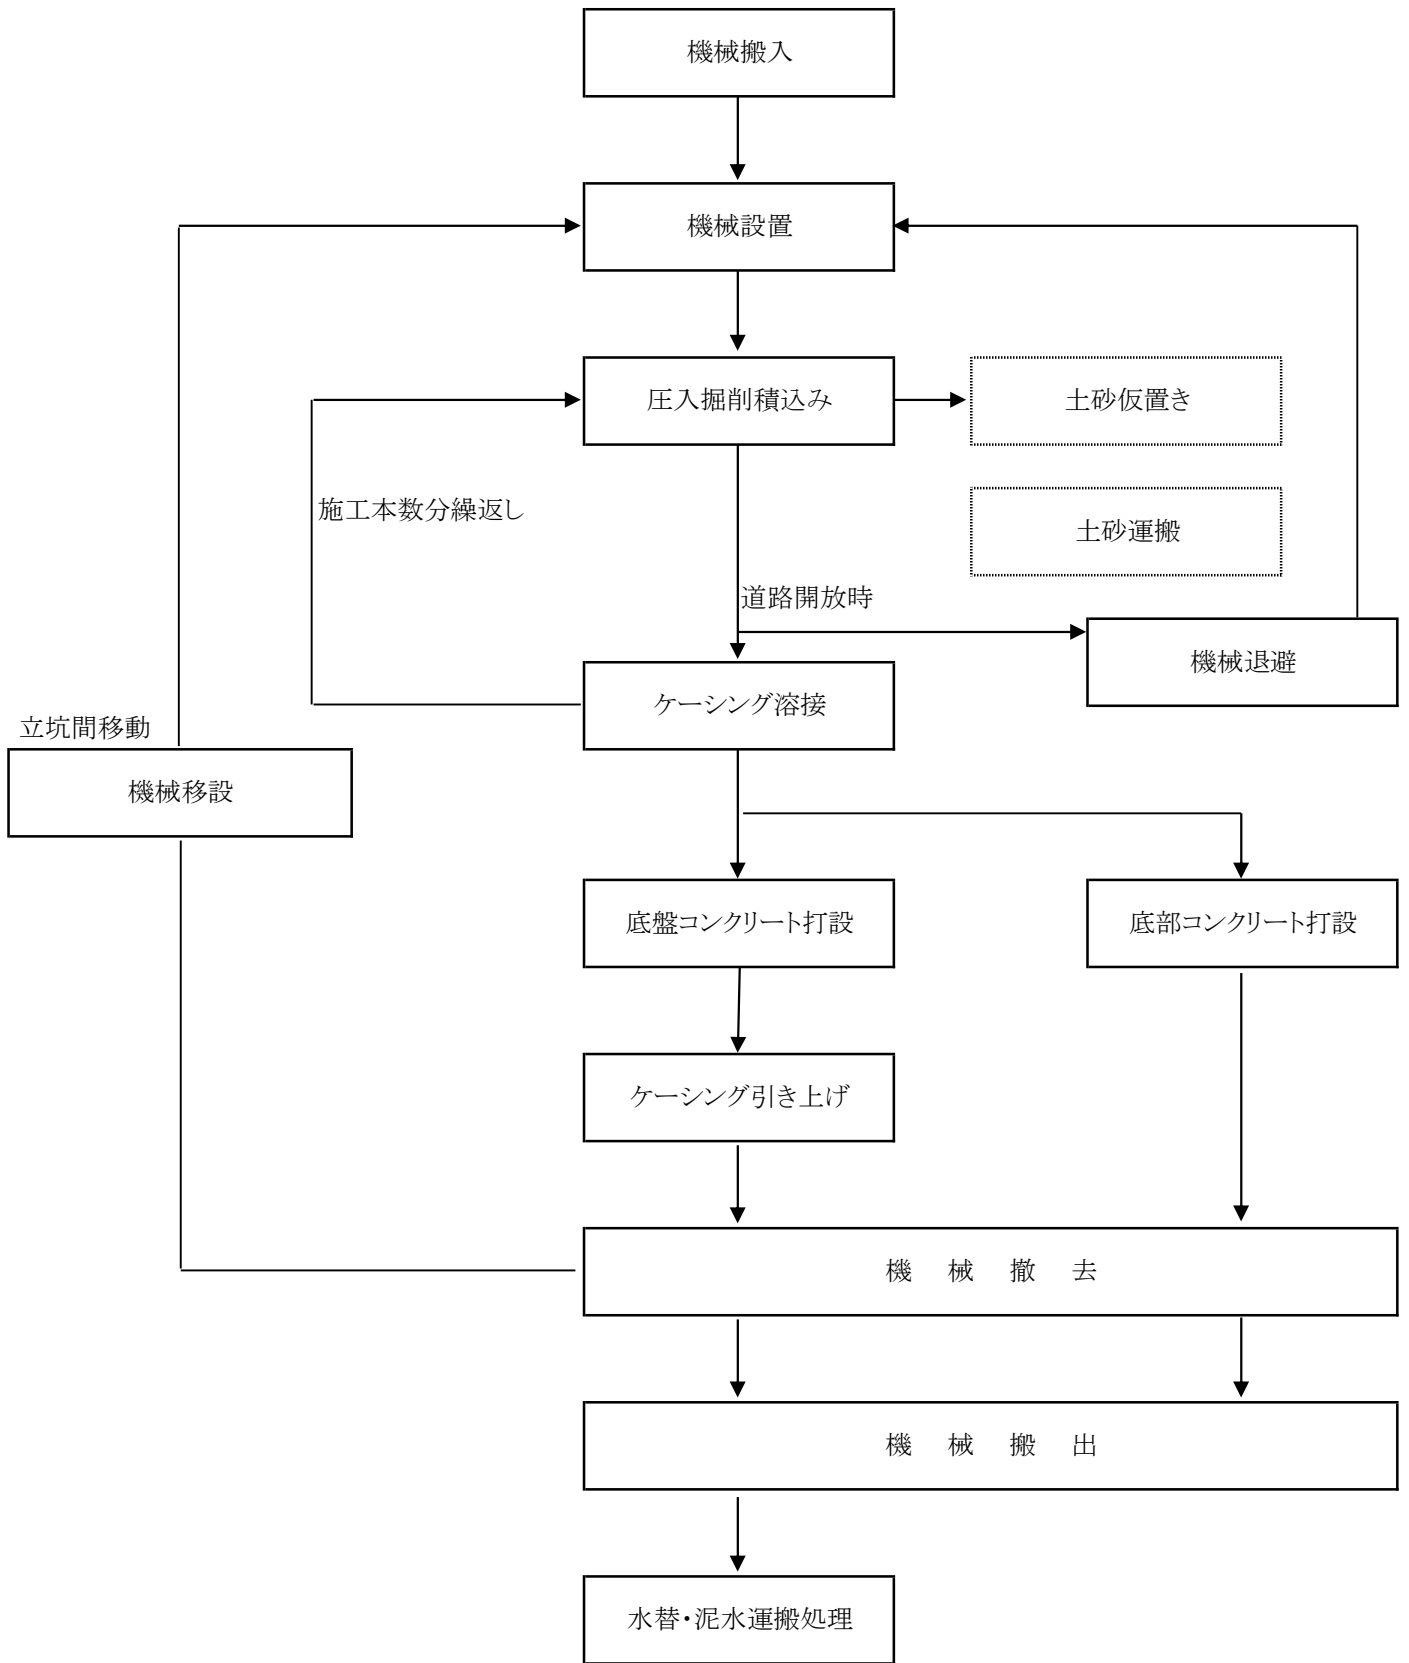 機械搬入
機械設置
圧入掘削積込み
土砂仮置き
施工本数分繰返し
土砂運搬
道路開放時
機械退避
ケーシング溶接
立坑間移動
機械移設
底盤コンクリート打設
底部コンクリート打設
ケーシング引き上げ
機 械 撤 去
機 械 搬 出
水替・泥水運搬処理